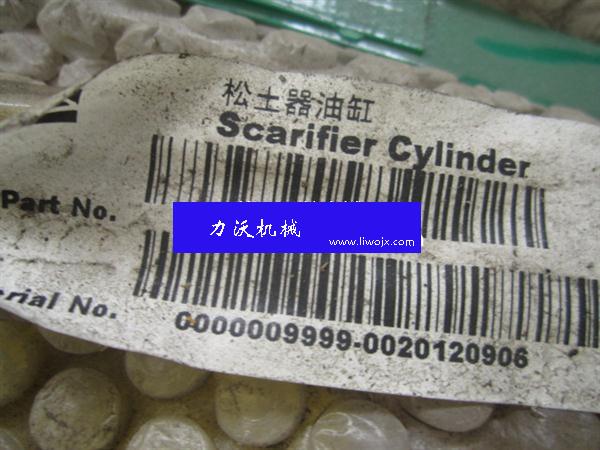 松土器油缸
Scarifier Cylinder
Part No.
力沃机械
www.liwojx.com
erial No.
0000009999-0020120906